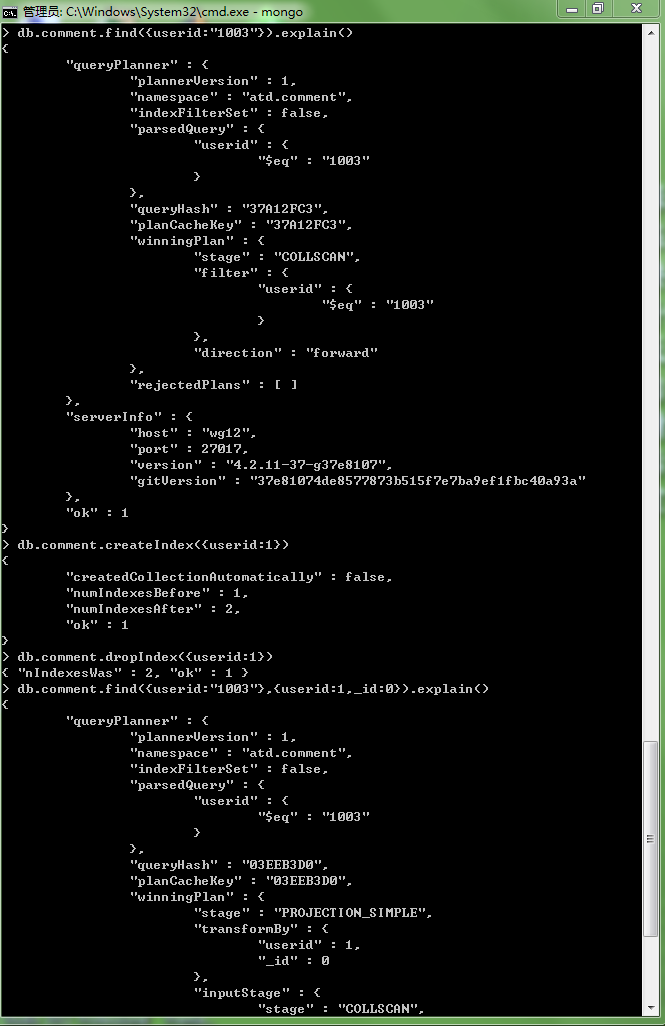 管理员: C:\Windows\System32\cmd.exe - mongo
> db.comment.find({userid:"1003"}).explain()
{
        "queryPlanner" : {
                "plannerVersion" : 1,
                "namespace" : "atd.comment",
                "indexFilterSet" : false,
                "parsedQuery" : {
                        "userid" : {
                                "$eq" : "1003"
                        }
                },
                "queryHash" : "37A12FC3",
                "planCacheKey" : "37A12FC3",
                "winningPlan" : {
                        "stage" : "COLLSCAN",
                        "filter" : {
                                "userid" : {
                                        "$eq" : "1003"
                                }
                        },
                        "direction" : "forward"
                },
                "rejectedPlans" : [ ]
        },
        "serverInfo" : {
                "host" : "wg12",
                "port" : 27017,
                "version" : "4.2.11-37-g37e8107",
                "gitVersion" : "37e81074de8577873b515f7e7ba9ef1fbc40a93a"
        },
        "ok" : 1
}
> db.comment.createIndex({userid:1})
{
        "createdCollectionAutomatically" : false,
        "numIndexesBefore" : 1,
        "numIndexesAfter" : 2,
        "ok" : 1
}
> db.comment.dropIndex({userid:1})
{ "nIndexesWas" : 2, "ok" : 1 }
> db.comment.find({userid:"1003"},{userid:1,_id:0}).explain()
{
        "queryPlanner" : {
                "plannerVersion" : 1,
                "namespace" : "atd.comment",
                "indexFilterSet" : false,
                "parsedQuery" : {
                        "userid" : {
                                "$eq" : "1003"
                        }
                },
                "queryHash" : "03EEB3D0",
                "planCacheKey" : "03EEB3D0",
                "winningPlan" : {
                        "stage" : "PROJECTION_SIMPLE",
                        "transformBy" : {
                                "userid" : 1,
                                "_id" : 0
                        },
                        "inputStage" : {
                                "stage" : "COLLSCAN",